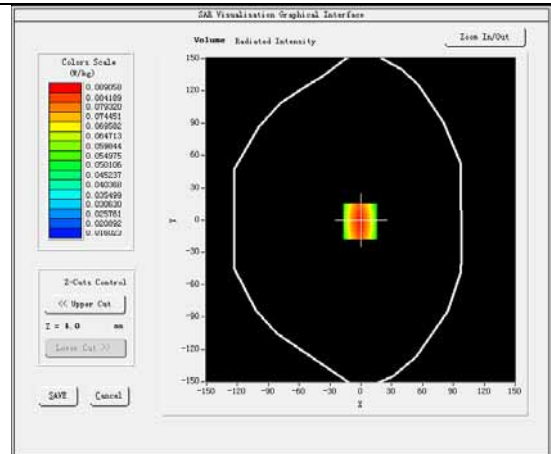 SAR Visualisation Graphical Interface
Volume Radiated Intensity
Zoom In/Out
Colors Scale
(W/kg)
0.089058
0.084189
0.079320
0.074451
0.069582
0.064713
0.059844
0.054975
0.050106
0.045237
0.040368
0.035499
0.030630
0.025761
0.020892
0.016023
Z-Cuts Control
<< Upper Cut
Z = 4.0 mm
Lower Cut >>
SAVE
Cancel
150
120
90
60
30
0
-30
-60
-90
-120
-150
Y
-150 -120 -90 -60 -30 0 30 60 90 120 150
X